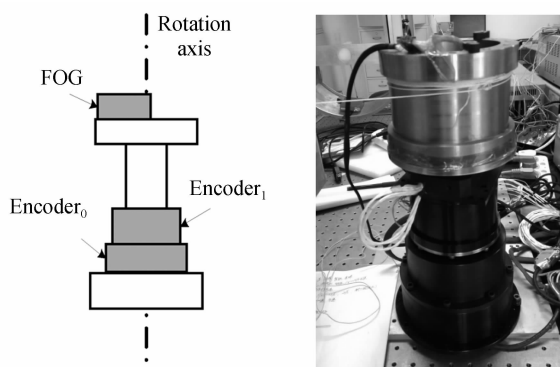 Rotation
axis
FOG
Encoder₁
Encoder₀